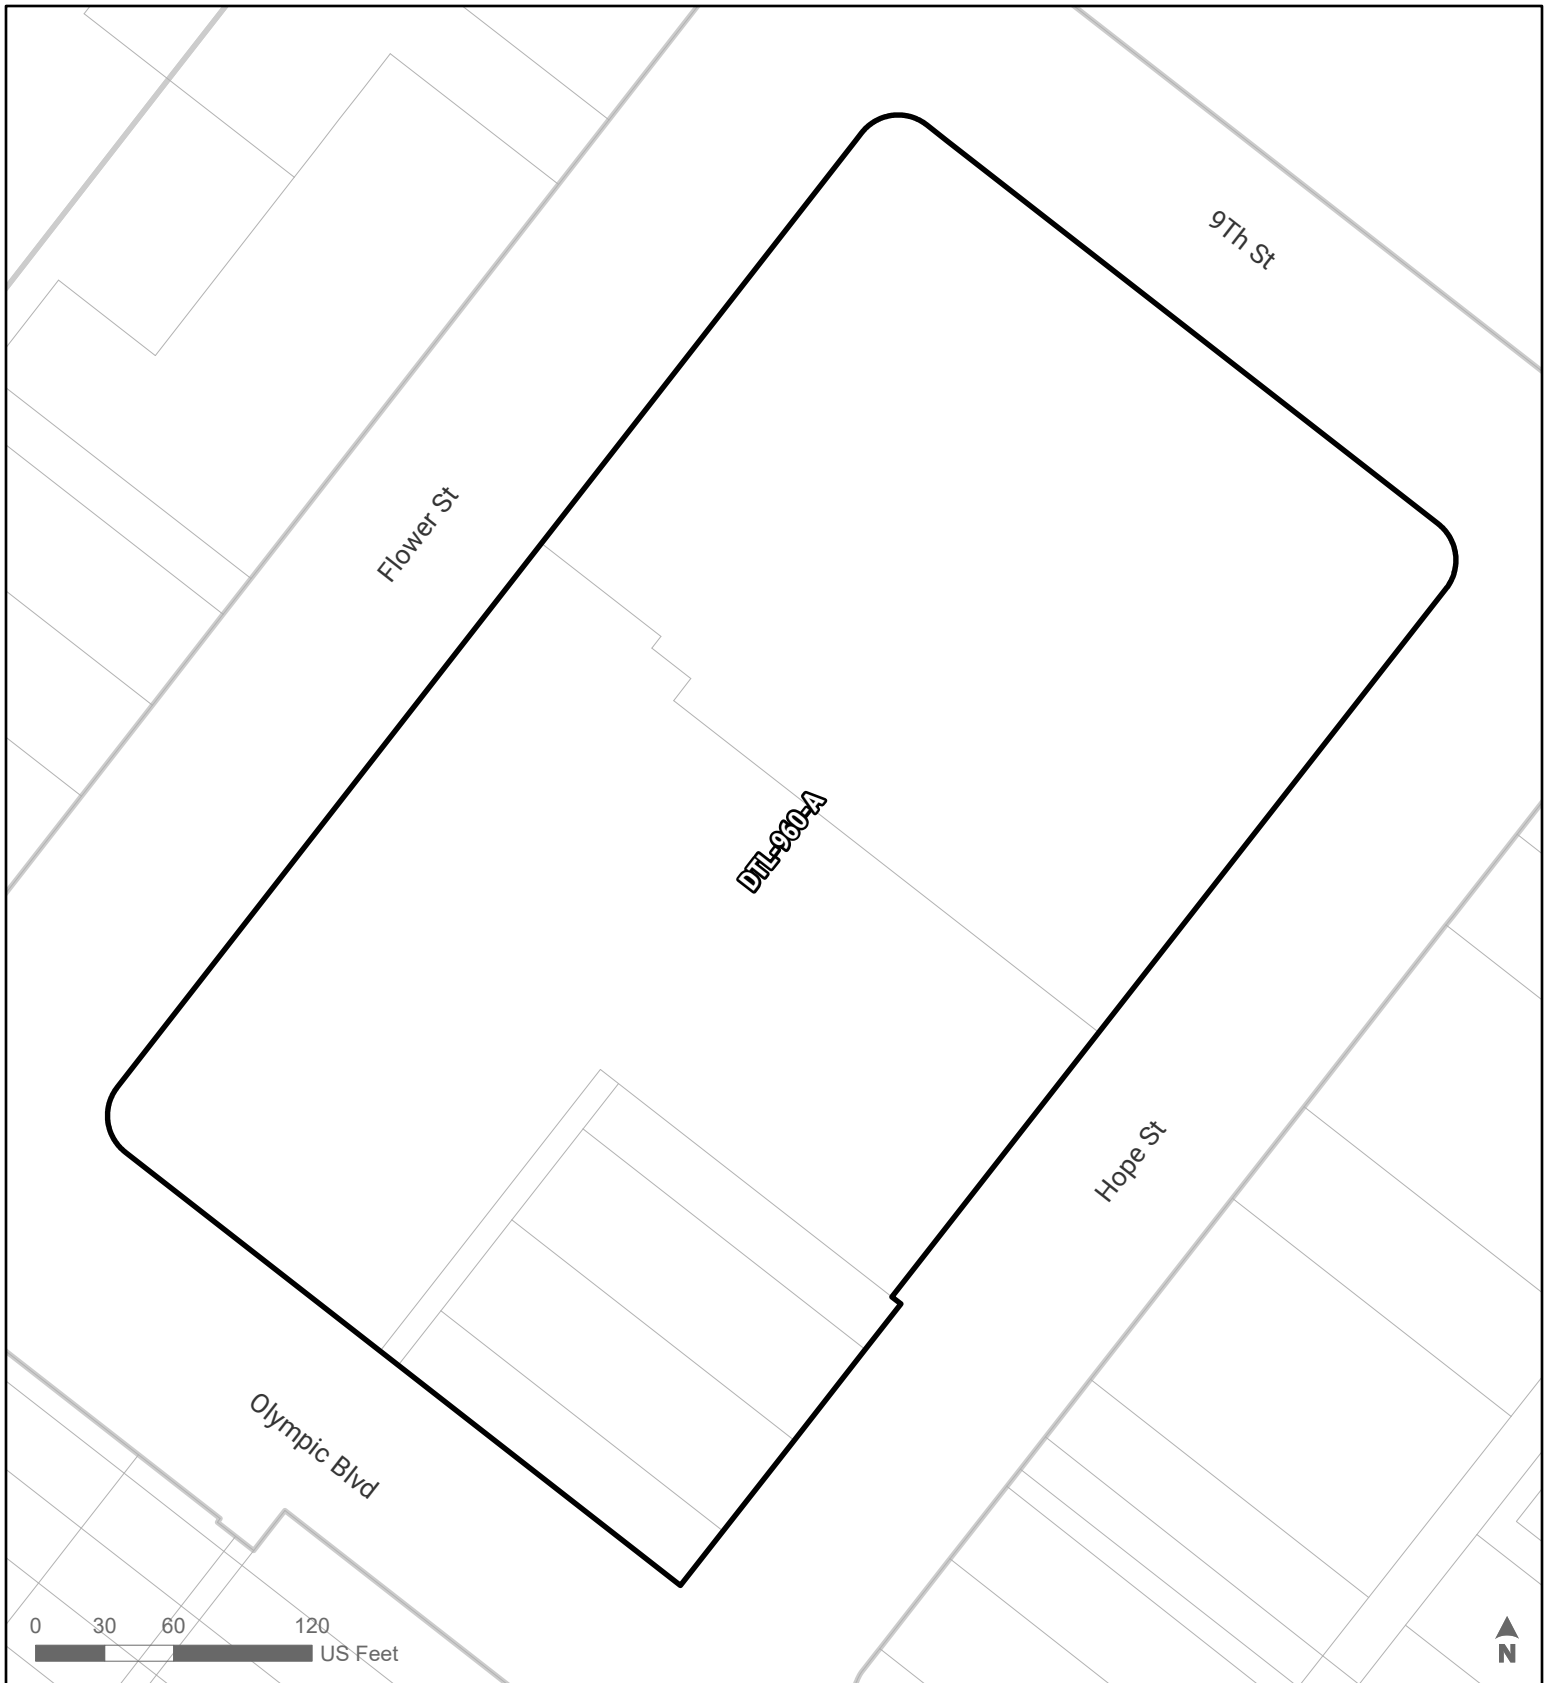 9Th St
Flower St
DTL-960-A
Hope St
Olympic Blvd
0 30 60 120
US Feet
N